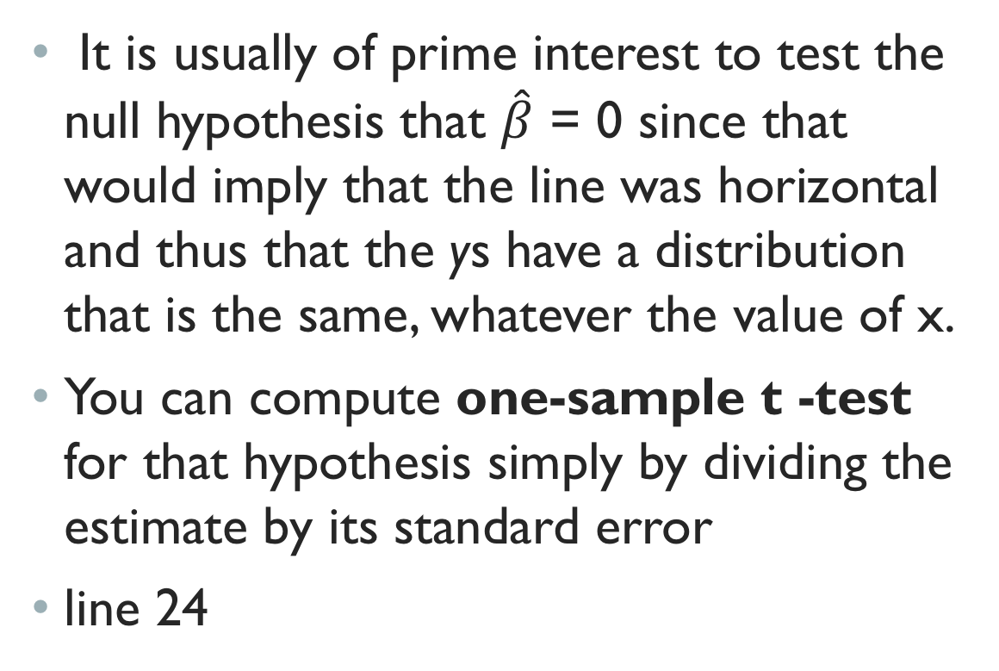 • It is usually of prime interest to test the
null hypothesis that β̂ = 0 since that
would imply that the line was horizontal
and thus that the ys have a distribution
that is the same, whatever the value of x.
• You can compute one-sample t -test
for that hypothesis simply by dividing the
estimate by its standard error
• line 24